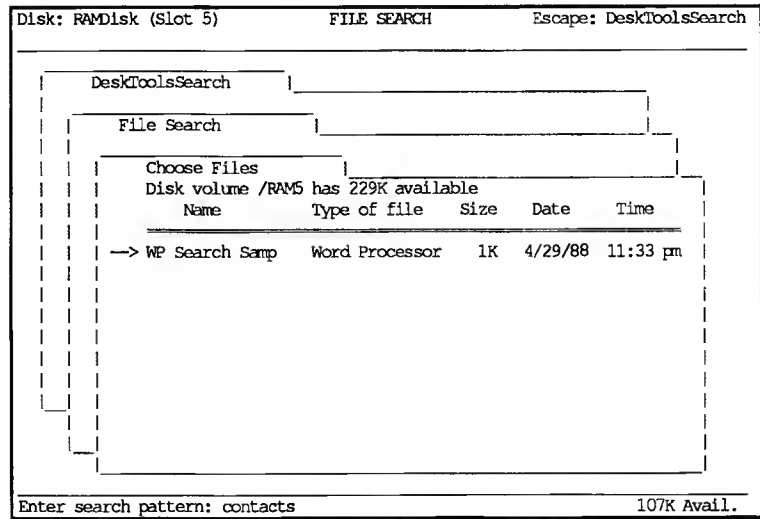 Disk: RAMDisk (Slot 5) FILE SEARCH Escape: DeskToolsSearch
DeskToolsSearch
File Search
Choose Files
Disk volume /RAM5 has 229K available
Name Type of file Size Date Time
—> WP Search Samp Word Processor 1K 4/29/88 11:33 pm
Enter search pattern: contacts 107K Avail.